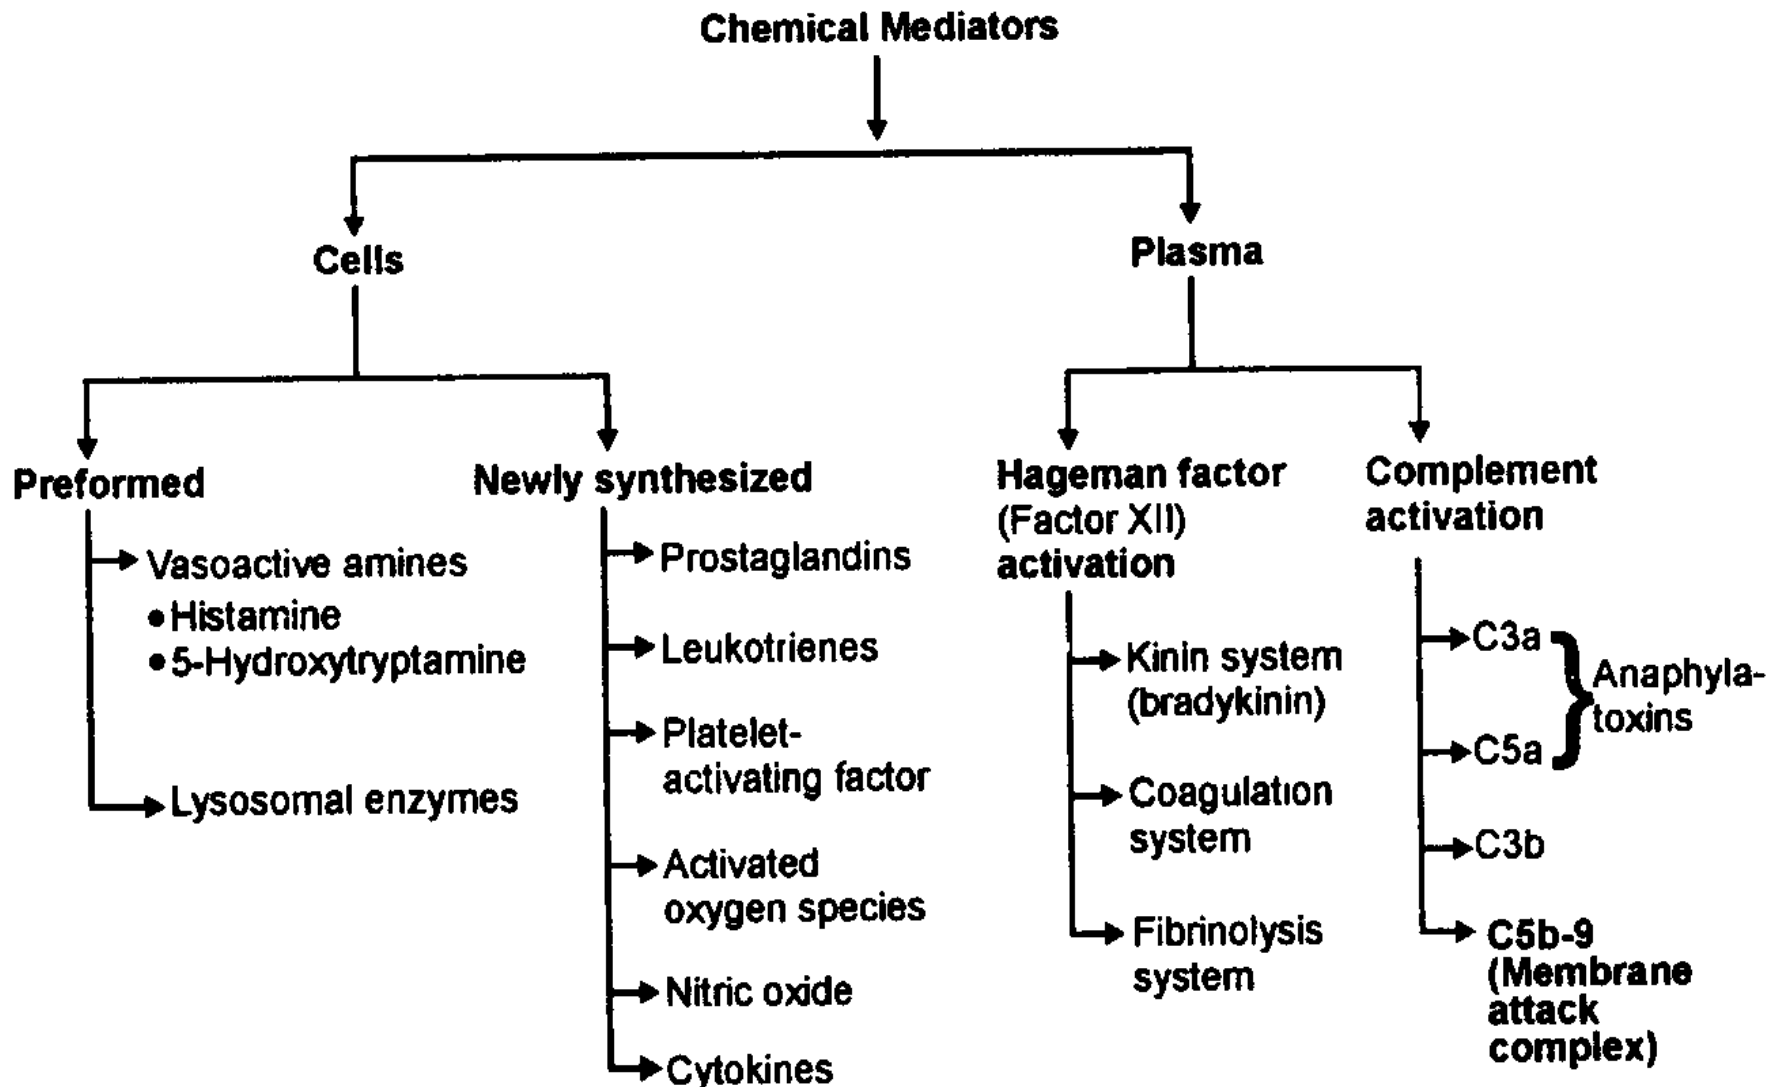 Chemical Mediators
Cells
Plasma
Preformed
Vasoactive amines
• Histamine
• 5-Hydroxytryptamine
Lysosomal enzymes
Newly synthesized
Prostaglandins
Leukotrienes
Platelet-
activating factor
Activated
oxygen species
Nitric oxide
Cytokines
Hageman factor
(Factor XII)
activation
Kinin system
(bradykinin)
Coagulation
system
Fibrinolysis
system
Complement
activation
C3a
C5a
Anaphyla-
toxins
C3b
C5b-9
(Membrane
attack
complex)